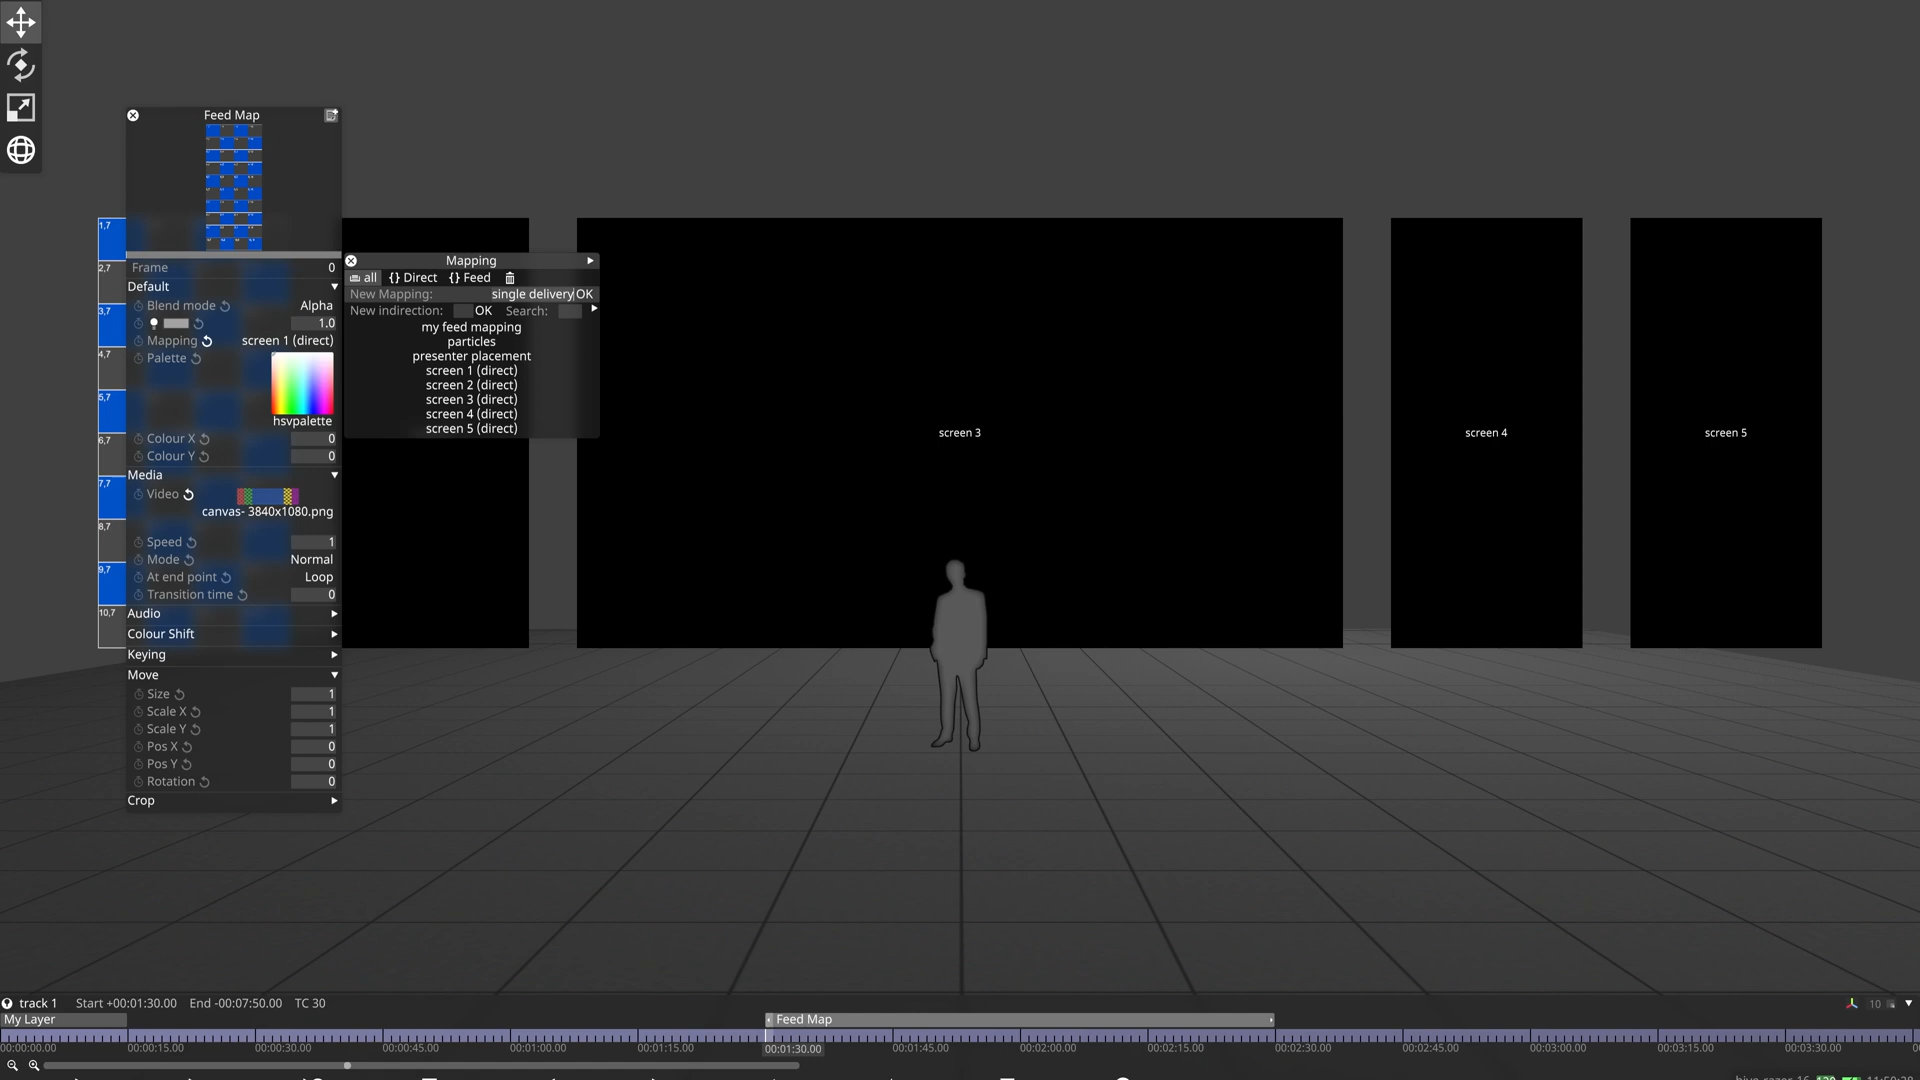 Feed Map
1,7
2,7
3,7
4,7
5,7
6,7
7,7
8,7
9,7
10,7
Frame 0
Default
Blend mode Alpha
1.0
Mapping screen 1 (direct)
Palette
hsvpalette
Colour X 0
Colour Y 0
Media
Video
canvas- 3840x1080.png
Speed 1
Mode Normal
At end point Loop
Transition time 0
Audio
Colour Shift
Keying
Move
Size 1
Scale X 1
Scale Y 1
Pos X 0
Pos Y 0
Rotation 0
Crop
Mapping
all {} Direct {} Feed
New Mapping: single delivery OK
New indirection: OK Search:
my feed mapping
particles
presenter placement
screen 1 (direct)
screen 2 (direct)
screen 3 (direct)
screen 4 (direct)
screen 5 (direct)
screen 3
screen 4
screen 5
track 1 Start +00:01:30.00 End -00:07:50.00 TC 30
10
My Layer
Feed Map
00:00:00.00 00:00:15.00 00:00:30.00 00:00:45.00 00:01:00.00 00:01:15.00 00:01:30.00 00:01:45.00 00:02:00.00 00:02:15.00 00:02:30.00 00:02:45.00 00:03:00.00 00:03:15.00 00:03:30.00